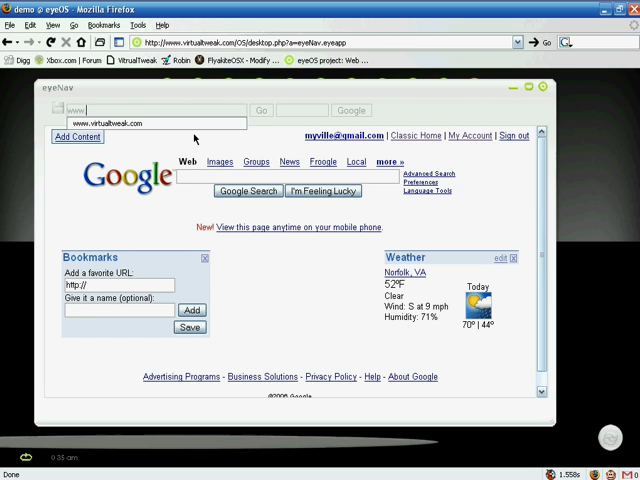 demo @ eyeOS - Mozilla Firefox
File Edit View Go Bookmarks Tools Help
http://www.virtualtweak.com/OS/desktop.php?a=eyeNav.eyeapp
Go
Digg Xbox.com | Forum VitrualTweak Robin FlyakiteOSX - Modify ... eyeOS project: Web ...
eyeNav
www. Go Google
www.virtualtweak.com
Add Content
myville@gmail.com | Classic Home | My Account | Sign out
Web Images Groups News Froogle Local more »
Google
Advanced Search
Preferences
Language Tools
Google Search I'm Feeling Lucky
New! View this page anytime on your mobile phone.
Bookmarks
Add a favorite URL:
http://
Give it a name (optional):
Add
Save
Weather edit
Norfolk, VA
52ºF
Clear
Wind: S at 9 mph
Humidity: 71%
Today
70° | 44°
Advertising Programs - Business Solutions - Privacy Policy - Help - About Google
©2006 Google
0:35 am
Done 1.558s 0